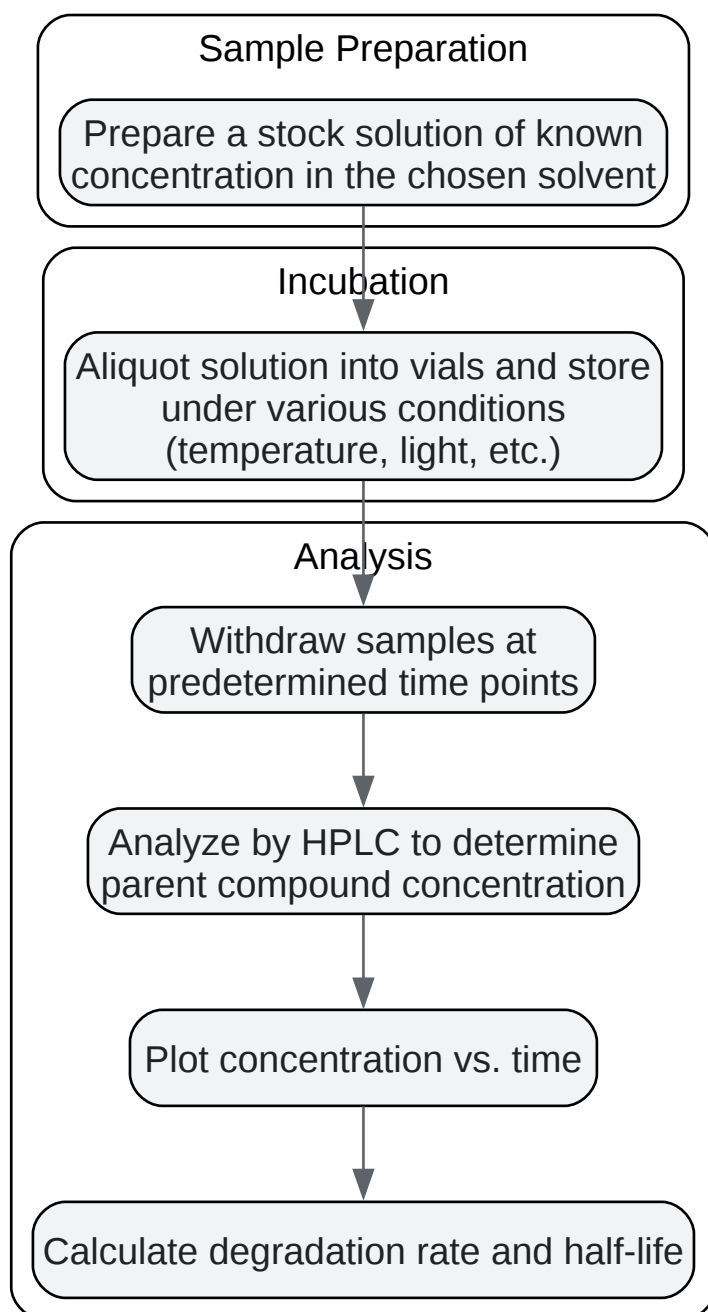 Sample Preparation
Prepare a stock solution of known
concentration in the chosen solvent
Incubation
Aliquot solution into vials and store
under various conditions
(temperature, light, etc.)
Analysis
Withdraw samples at
predetermined time points
Analyze by HPLC to determine
parent compound concentration
Plot concentration vs. time
Calculate degradation rate and half-life